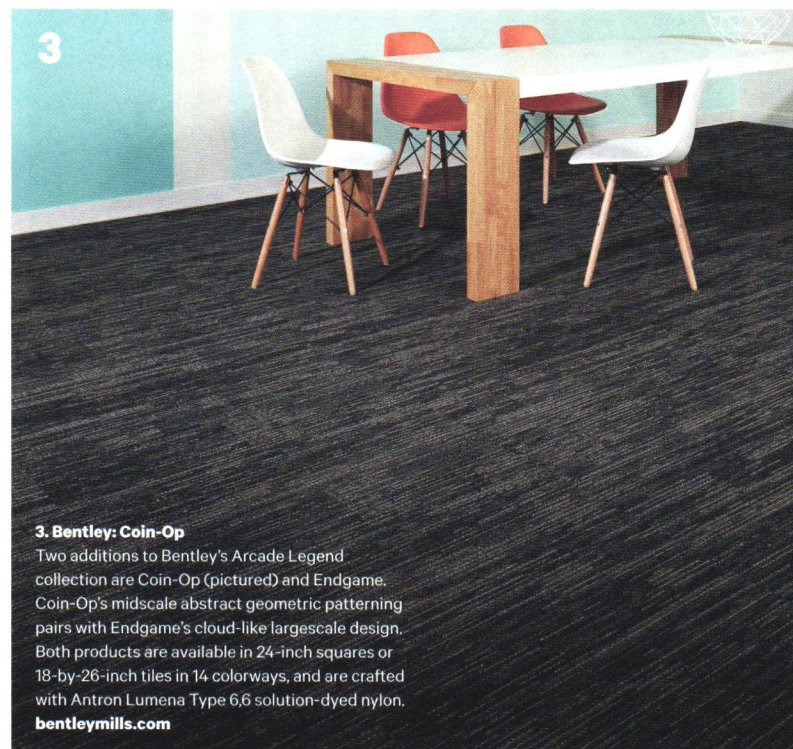 3
3. Bentley: Coin-Op
Two additions to Bentley's Arcade Legend
collection are Coin-Op (pictured) and Endgame.
Coin-Op's midscale abstract geometric patterning
pairs with Endgame's cloud-like largescale design.
Both products are available in 24-inch squares or
18-by-26-inch tiles in 14 colorways, and are crafted
with Antron Lumena Type 6,6 solution-dyed nylon.
bentleymills.com